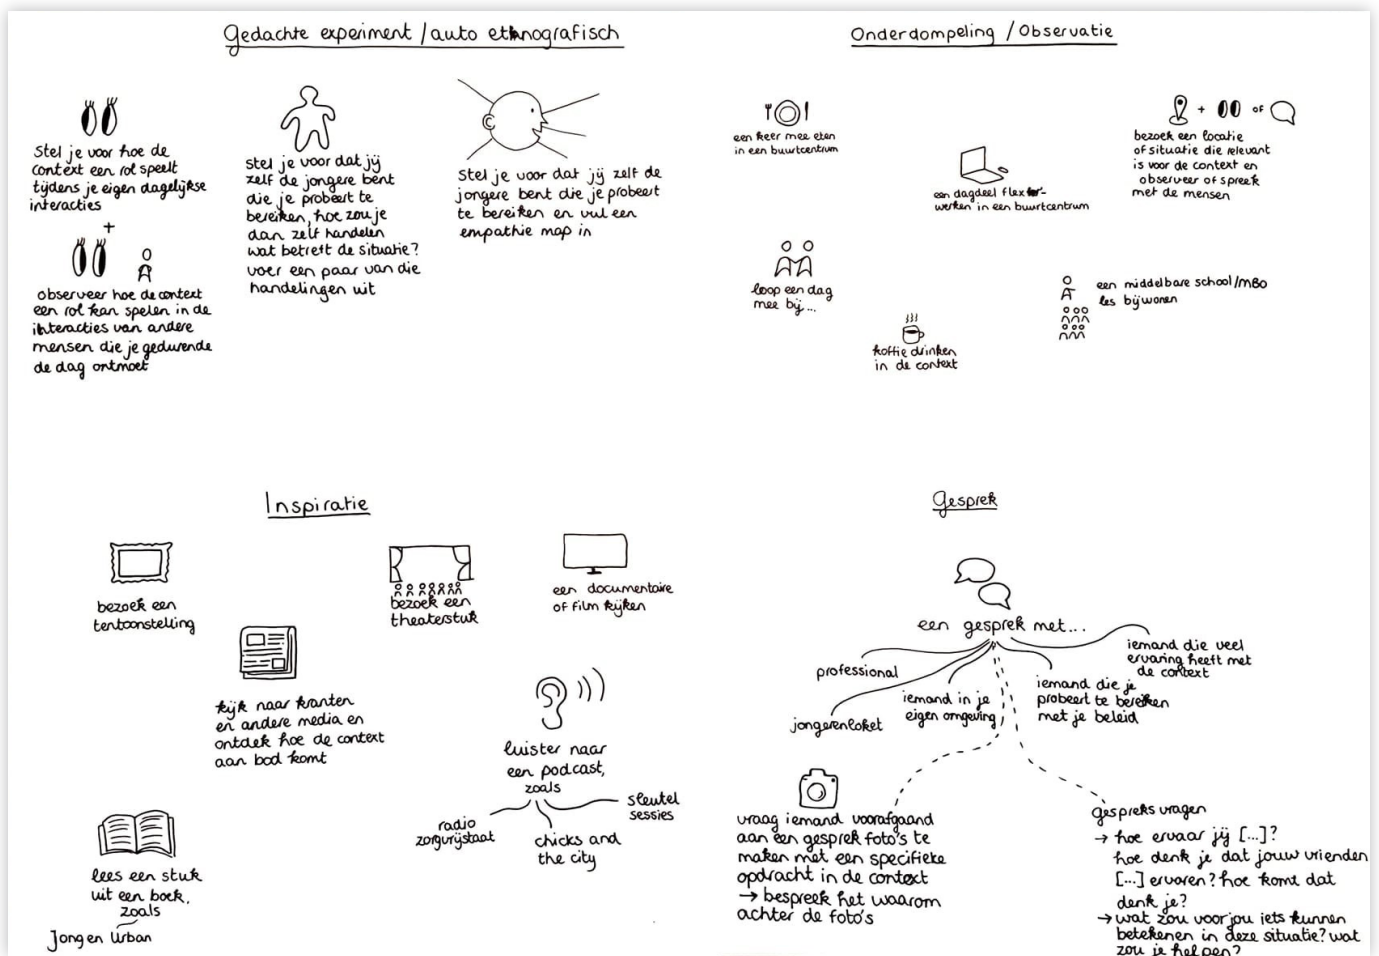 Gedachte experiment / auto ethnografisch
stel je voor hoe de
context een rol speelt
tijdens je eigen dagelijkse
interacties
+
observeer hoe de context
een rol kan spelen in de
interacties van andere
mensen die je gedurende
de dag ontmoet
stel je voor dat jij
zelf de jongere bent
die je probeert te
bereiken, hoe zou je
dan zelf handelen
wat betreft de situatie?
voer een paar van die
handelingen uit
Stel je voor dat jij zelf de
jongere bent die je probeert
te bereiken en vul een
empathie map in
Onderdompeling / Observatie
een keer mee eten
in een buurtcentrum
een dagdeel flex-
werken in een buurtcentrum
+ of
bezoek een locatie
of situatie die relevant
is voor de context en
observeer of spreek
met de mensen
loop een dag
mee bij ...
koffie drinken
in de context
een middelbare school/MBO
les bijwonen
Inspiratie
bezoek een
tentoonstelling
bezoek een
theaterstuk
een documentaire
of film kijken
kijk naar kranten
en andere media en
ontdek hoe de context
aan bod komt
luister naar
een podcast,
zoals
radio
zorgvrijstaat
chicks and
the city
sleutel
sessies
lees een stuk
uit een boek,
zoals
Jong en Urban
Gesprek
een gesprek met...
professional
jongerenloket
iemand in je
eigen omgeving
iemand die je
probeert te bereiken
met je beleid
iemand die veel
ervaring heeft met
de context
vraag iemand voorafgaand
aan een gesprek foto's te
maken met een specifieke
opdracht in de context
→ bespreek het waarom
achter de foto's
gespreks vragen
→ hoe ervaar jij [...]?
hoe denk je dat jouw vrienden
[...] ervaren? hoe komt dat
denk je?
→ wat zou voor jou iets kunnen
betekenen in deze situatie? wat
zou je helpen?